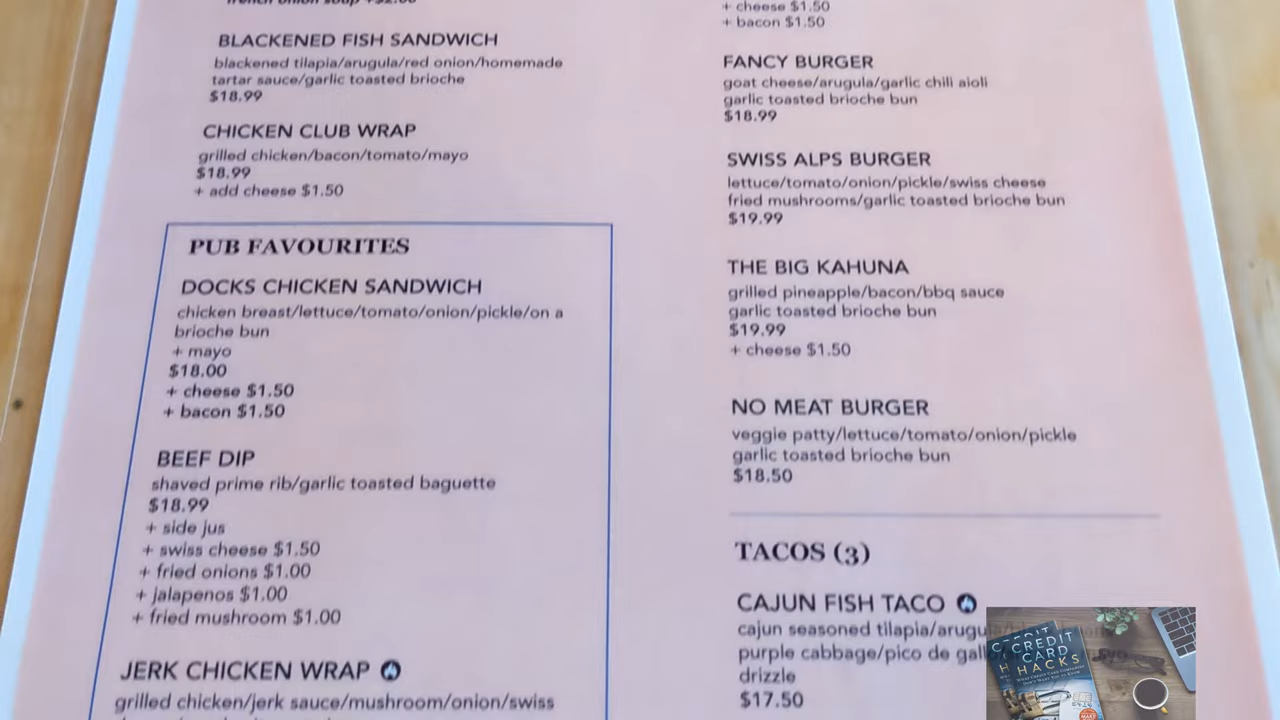 french onion soup +$2.00
BLACKENED FISH SANDWICH
blackened tilapia/arugula/red onion/homemade
tartar sauce/garlic toasted brioche
$18.99
CHICKEN CLUB WRAP
grilled chicken/bacon/tomato/mayo
$18.99
+ add cheese $1.50
PUB FAVOURITES
DOCKS CHICKEN SANDWICH
chicken breast/lettuce/tomato/onion/pickle/on a
brioche bun
+ mayo
$18.00
+ cheese $1.50
+ bacon $1.50
BEEF DIP
shaved prime rib/garlic toasted baguette
$18.99
+ side jus
+ swiss cheese $1.50
+ fried onions $1.00
+ jalapenos $1.00
+ fried mushroom $1.00
JERK CHICKEN WRAP
grilled chicken/jerk sauce/mushroom/onion/swiss
+ cheese $1.50
+ bacon $1.50
FANCY BURGER
goat cheese/arugula/garlic chili aioli
garlic toasted brioche bun
$18.99
SWISS ALPS BURGER
lettuce/tomato/onion/pickle/swiss cheese
fried mushrooms/garlic toasted brioche bun
$19.99
THE BIG KAHUNA
grilled pineapple/bacon/bbq sauce
garlic toasted brioche bun
$19.99
+ cheese $1.50
NO MEAT BURGER
veggie patty/lettuce/tomato/onion/pickle
garlic toasted brioche bun
$18.50
TACOS (3)
CAJUN FISH TACO
cajun seasoned tilapia/arugula/
purple cabbage/pico de gallo
drizzle
$17.50
CREDIT
CARD
HACKS